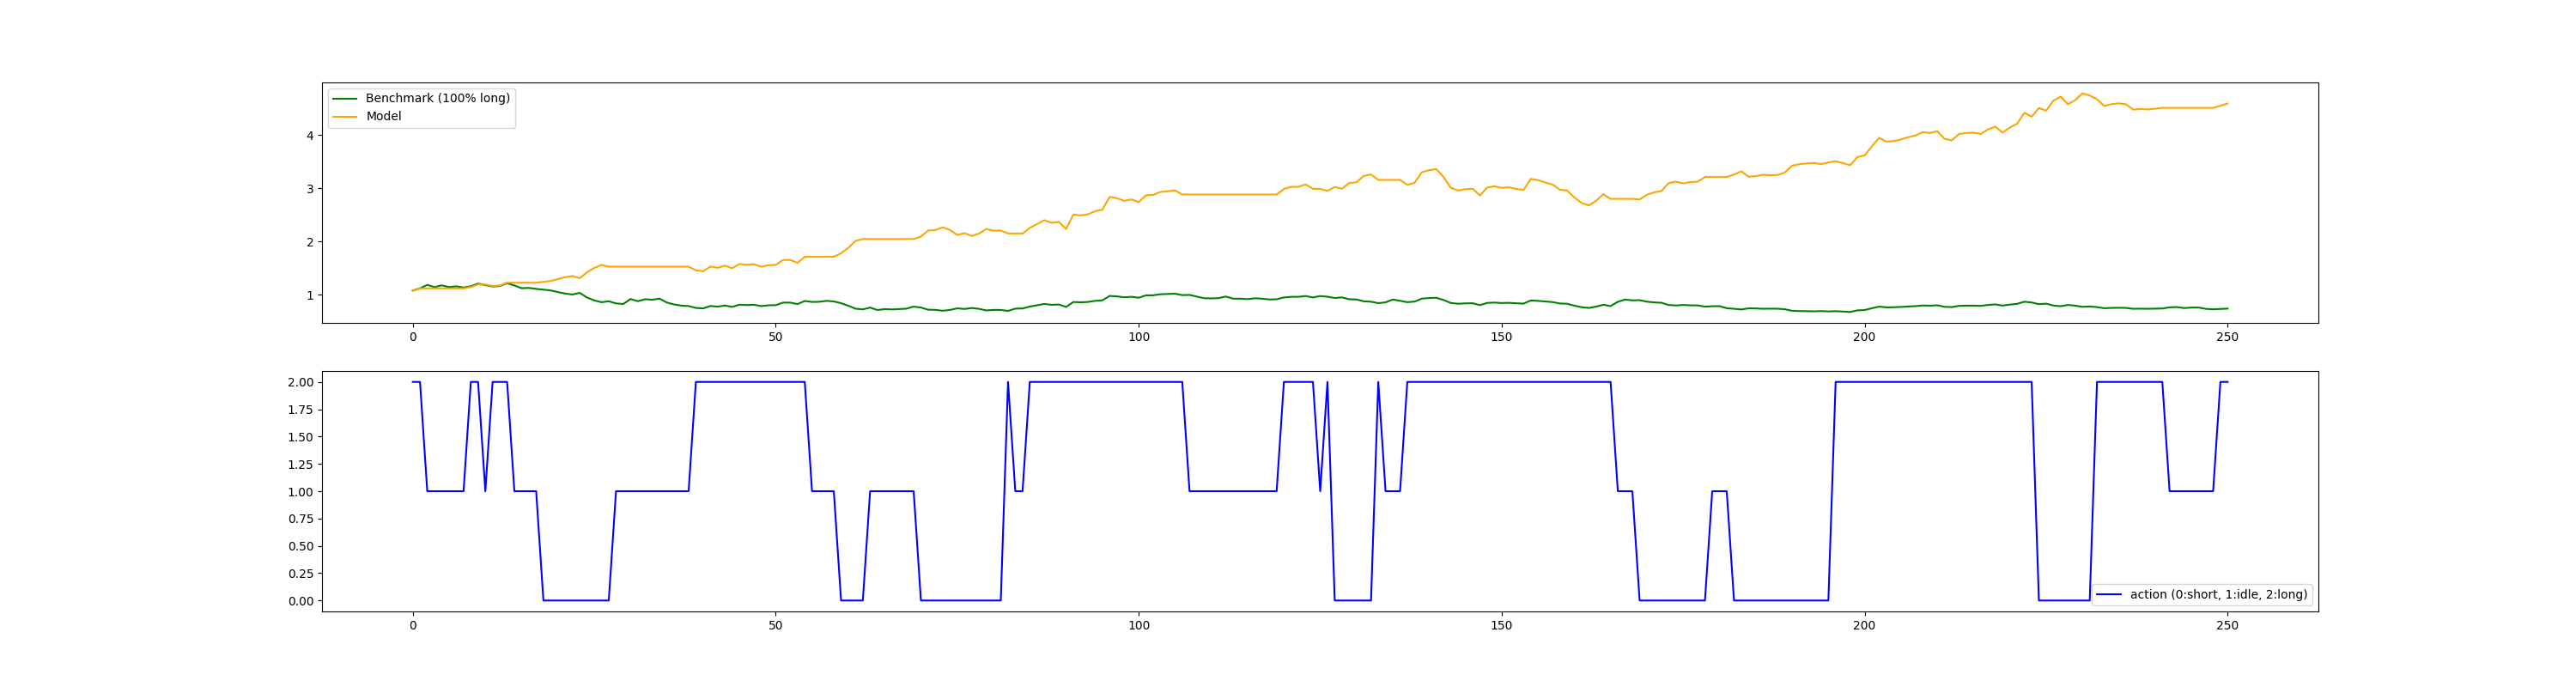 Benchmark (100% long)
Model
4
3
2
1
0 50 100 150 200 250
2.00
1.75
1.50
1.25
1.00
0.75
0.50
0.25
0.00
action (0:short, 1:idle, 2:long)
0 50 100 150 200 250